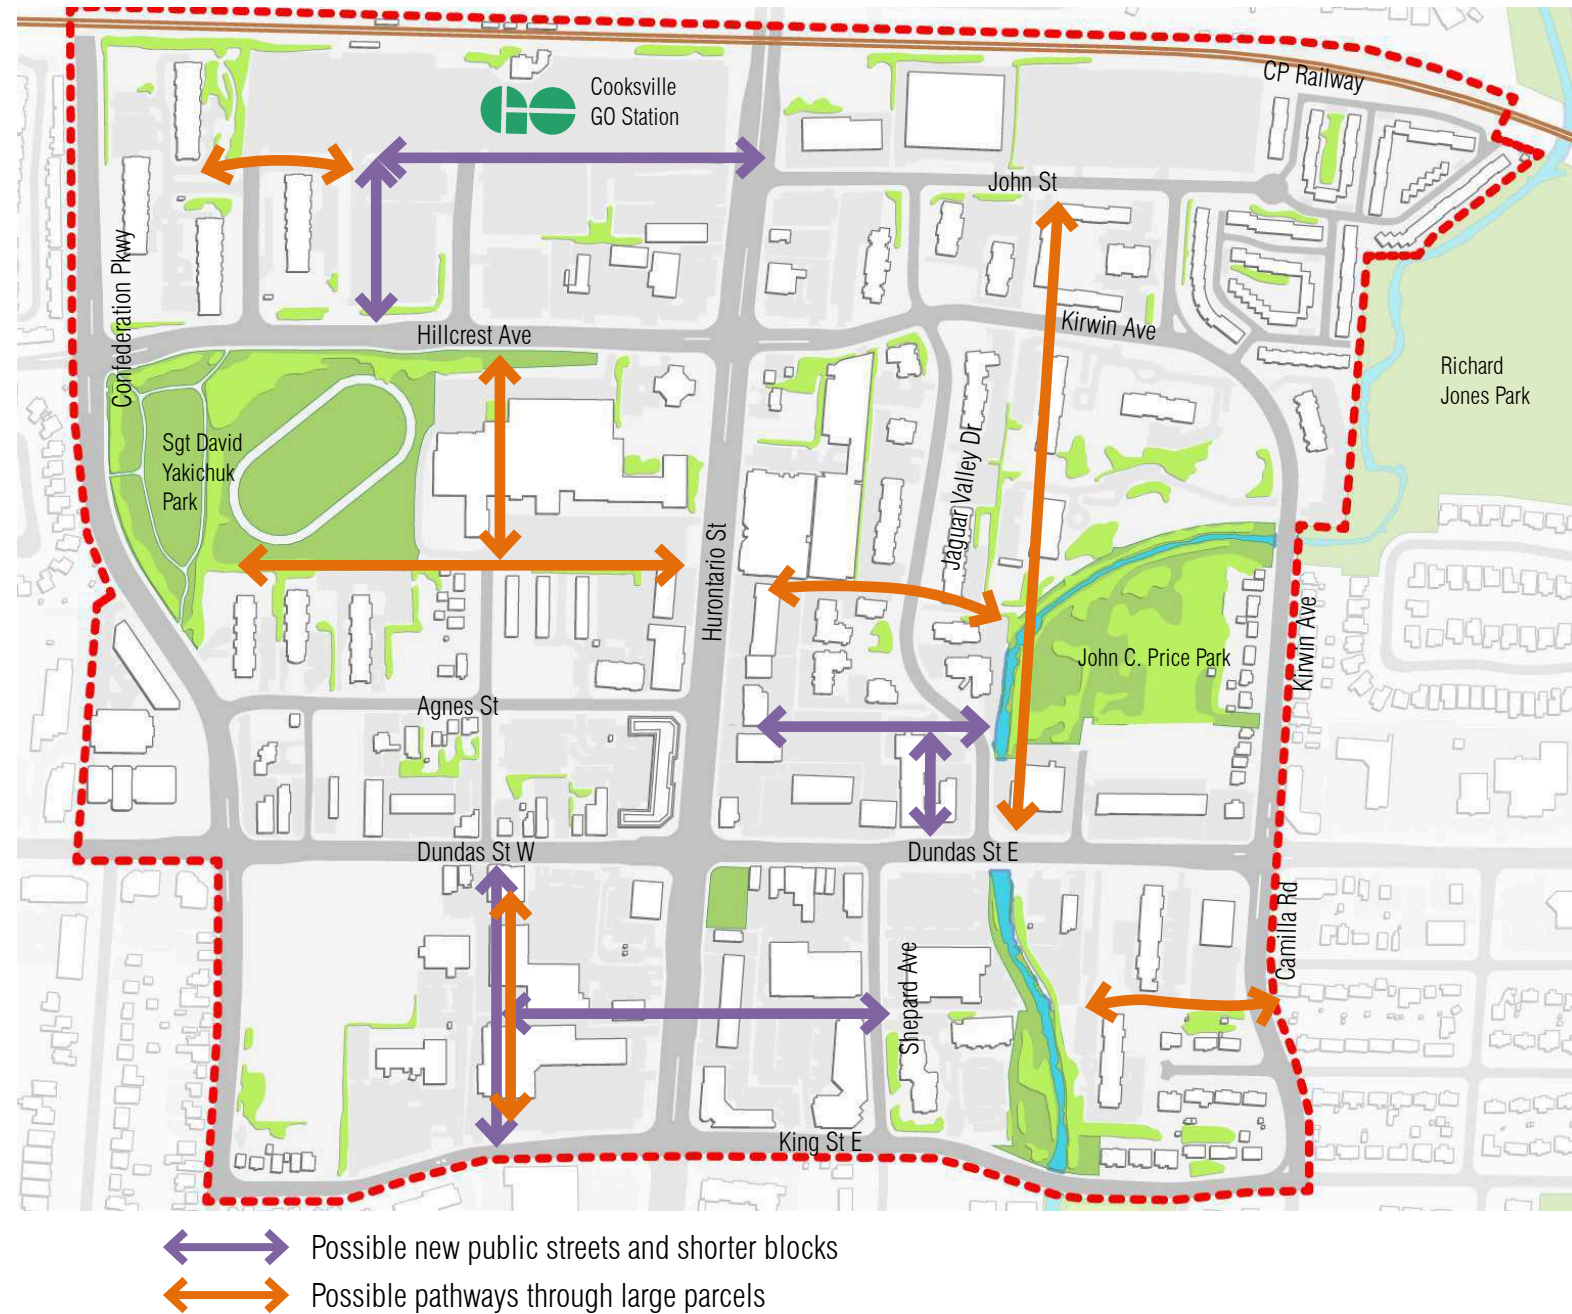 CP Railway
Cooksville
GO Station
GO
John St
Confederation Pkwy
Hillcrest Ave
Kirwin Ave
Richard
Jones Park
Sgt David
Yakichuk
Park
Jaguar Valley Dr
Hurontario St
John C. Price Park
Kirwin Ave
Agnes St
Dundas St W
Dundas St E
Camilla Rd
Shepard Ave
King St E
Possible new public streets and shorter blocks
Possible pathways through large parcels